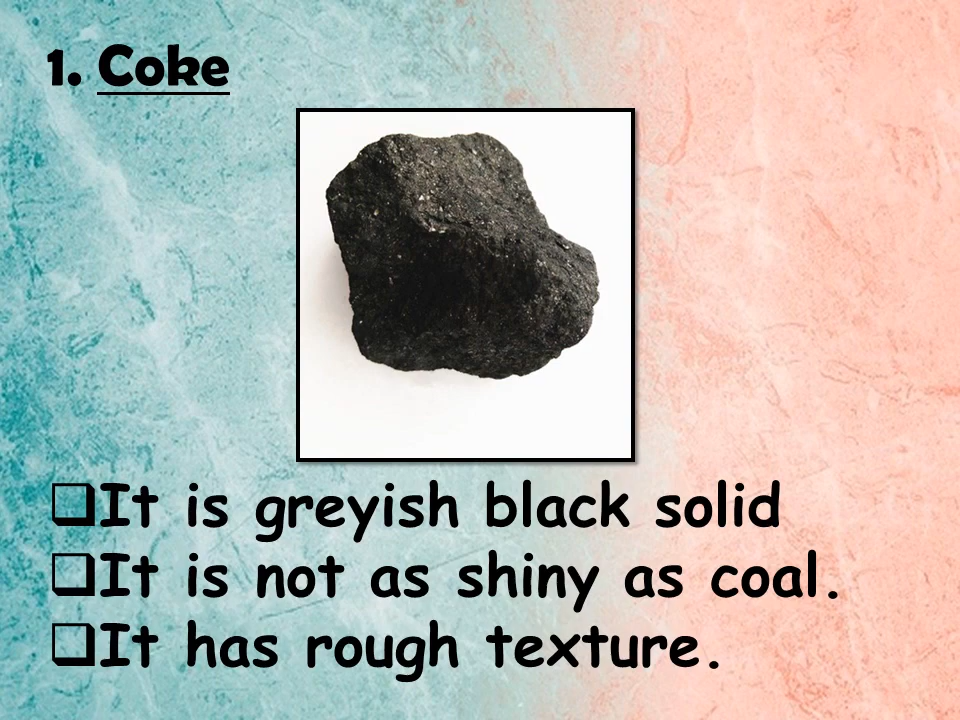 1. Coke
❑It is greyish black solid
❑It is not as shiny as coal.
❑It has rough texture.